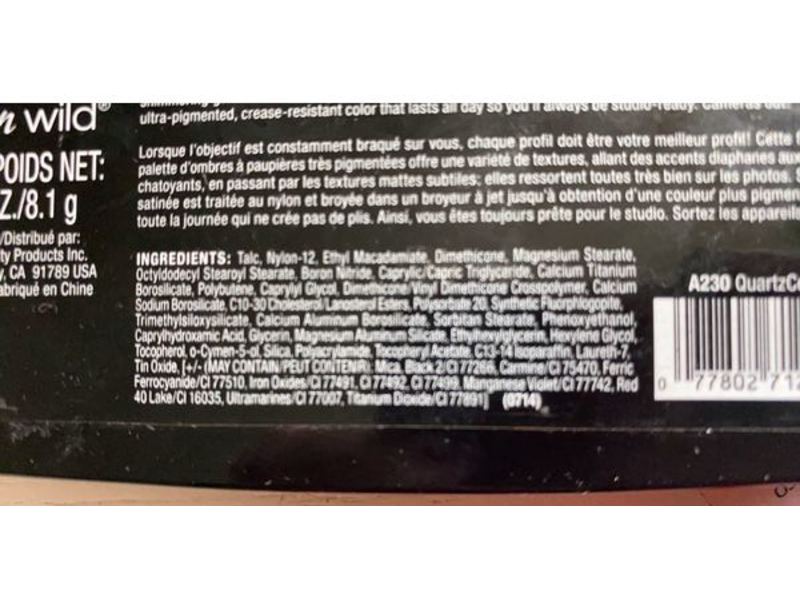 n wild®
POIDS NET:
Z./8.1 g
/Distribué par:
ty Products Inc.
, CA 91789 USA
abriqué en Chine
ultra-pigmented, crease-resistant color that lasts all day so you'll always be studio-ready. Cameras out
Lorsque l'objectif est constamment braqué sur vous, chaque profil doit être votre meilleur profil! Cette
palette d'ombres à paupières très pigmentées offre une variété de textures, allant des accents diaphanes aux
chatoyants, en passant par les textures mattes subtiles; elles ressortent toutes très bien sur les photos. S
satinée est traitée au nylon et broyée dans un broyeur à jet jusqu'à obtention d'une couleur plus pigme
toute la journée qui ne crée pas de plis. Ainsi, vous êtes toujours prête pour le studio. Sortez les appareils
INGREDIENTS: Talc, Nylon-12, Ethyl Macadamiate, Dimethicone, Magnesium Stearate,
Octyldodecyl Stearoyl Stearate, Boron Nitride, Caprylic/Capric Triglyceride, Calcium Titanium
Borosilicate, Polybutene, Caprylyl Glycol, Dimethicone/Vinyl Dimethicone Crosspolymer, Calcium
Sodium Borosilicate, C10-30 Cholesterol/Lanosterol Esters, Polysorbate 20, Synthetic Fluorphlogopite,
Trimethylsiloxysilicate, Calcium Aluminum Borosilicate, Sorbitan Stearate, Phenoxyethanol,
Caprylhydroxamic Acid, Glycerin, Magnesium Aluminum Silicate, Ethylhexylglycerin, Hexylene Glycol,
Tocopherol, o-Cymen-5-ol, Silica, Polyacrylamide, Tocopheryl Acetate, C13-14 Isoparaffin, Laureth-7,
Tin Oxide, [+/- (MAY CONTAIN/PEUT CONTENIR): Mica, Black 2/CI 77266, Carmine/CI 75470, Ferric
Ferrocyanide/CI 77510, Iron Oxides/CI 77491, CI 77492, CI 77499, Manganese Violet/CI 77742, Red
40 Lake/CI 16035, Ultramarines/CI 77007, Titanium Dioxide/CI 77891] (0714)
A230 QuartzCo
0 77802 712